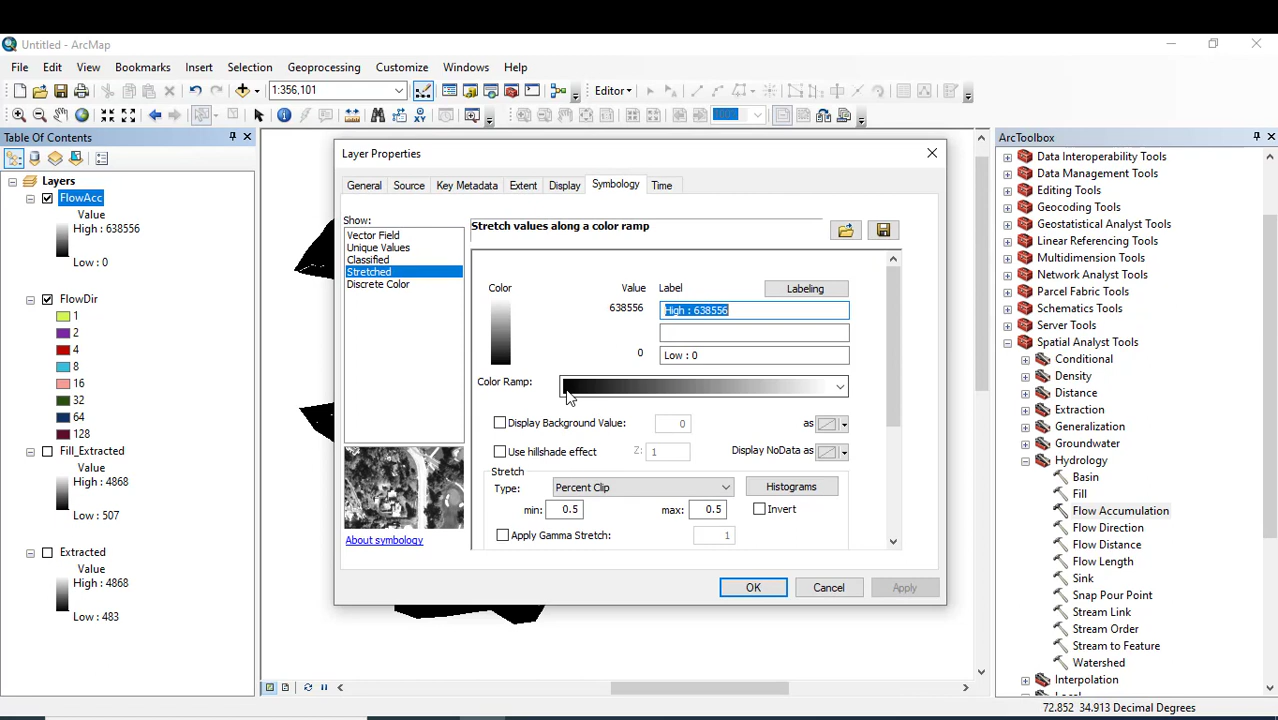 Untitled - ArcMap
File Edit View Bookmarks Insert Selection Geoprocessing Customize Windows Help
1:356,101
Editor
Table Of Contents
Layers
FlowAcc
Value
High : 638556
Low : 0
FlowDir
1
2
4
8
16
32
64
128
Fill_Extracted
Value
High : 4868
Low : 507
Extracted
Value
High : 4868
Low : 483
Layer Properties
General Source Key Metadata Extent Display Symbology Time
Show:
Vector Field
Unique Values
Classified
Stretched
Discrete Color
About symbology
Stretch values along a color ramp
Color Value Label Labeling
638556 High : 638556
0 Low : 0
Color Ramp:
Display Background Value: 0 as
Use hillshade effect Z: 1 Display NoData as
Stretch
Type: Percent Clip Histograms
min: 0.5 max: 0.5 Invert
Apply Gamma Stretch: 1
OK Cancel Apply
ArcToolbox
Data Interoperability Tools
Data Management Tools
Editing Tools
Geocoding Tools
Geostatistical Analyst Tools
Linear Referencing Tools
Multidimension Tools
Network Analyst Tools
Parcel Fabric Tools
Schematics Tools
Server Tools
Spatial Analyst Tools
Conditional
Density
Distance
Extraction
Generalization
Groundwater
Hydrology
Basin
Fill
Flow Accumulation
Flow Direction
Flow Distance
Flow Length
Sink
Snap Pour Point
Stream Link
Stream Order
Stream to Feature
Watershed
Interpolation
72.852 34.913 Decimal Degrees